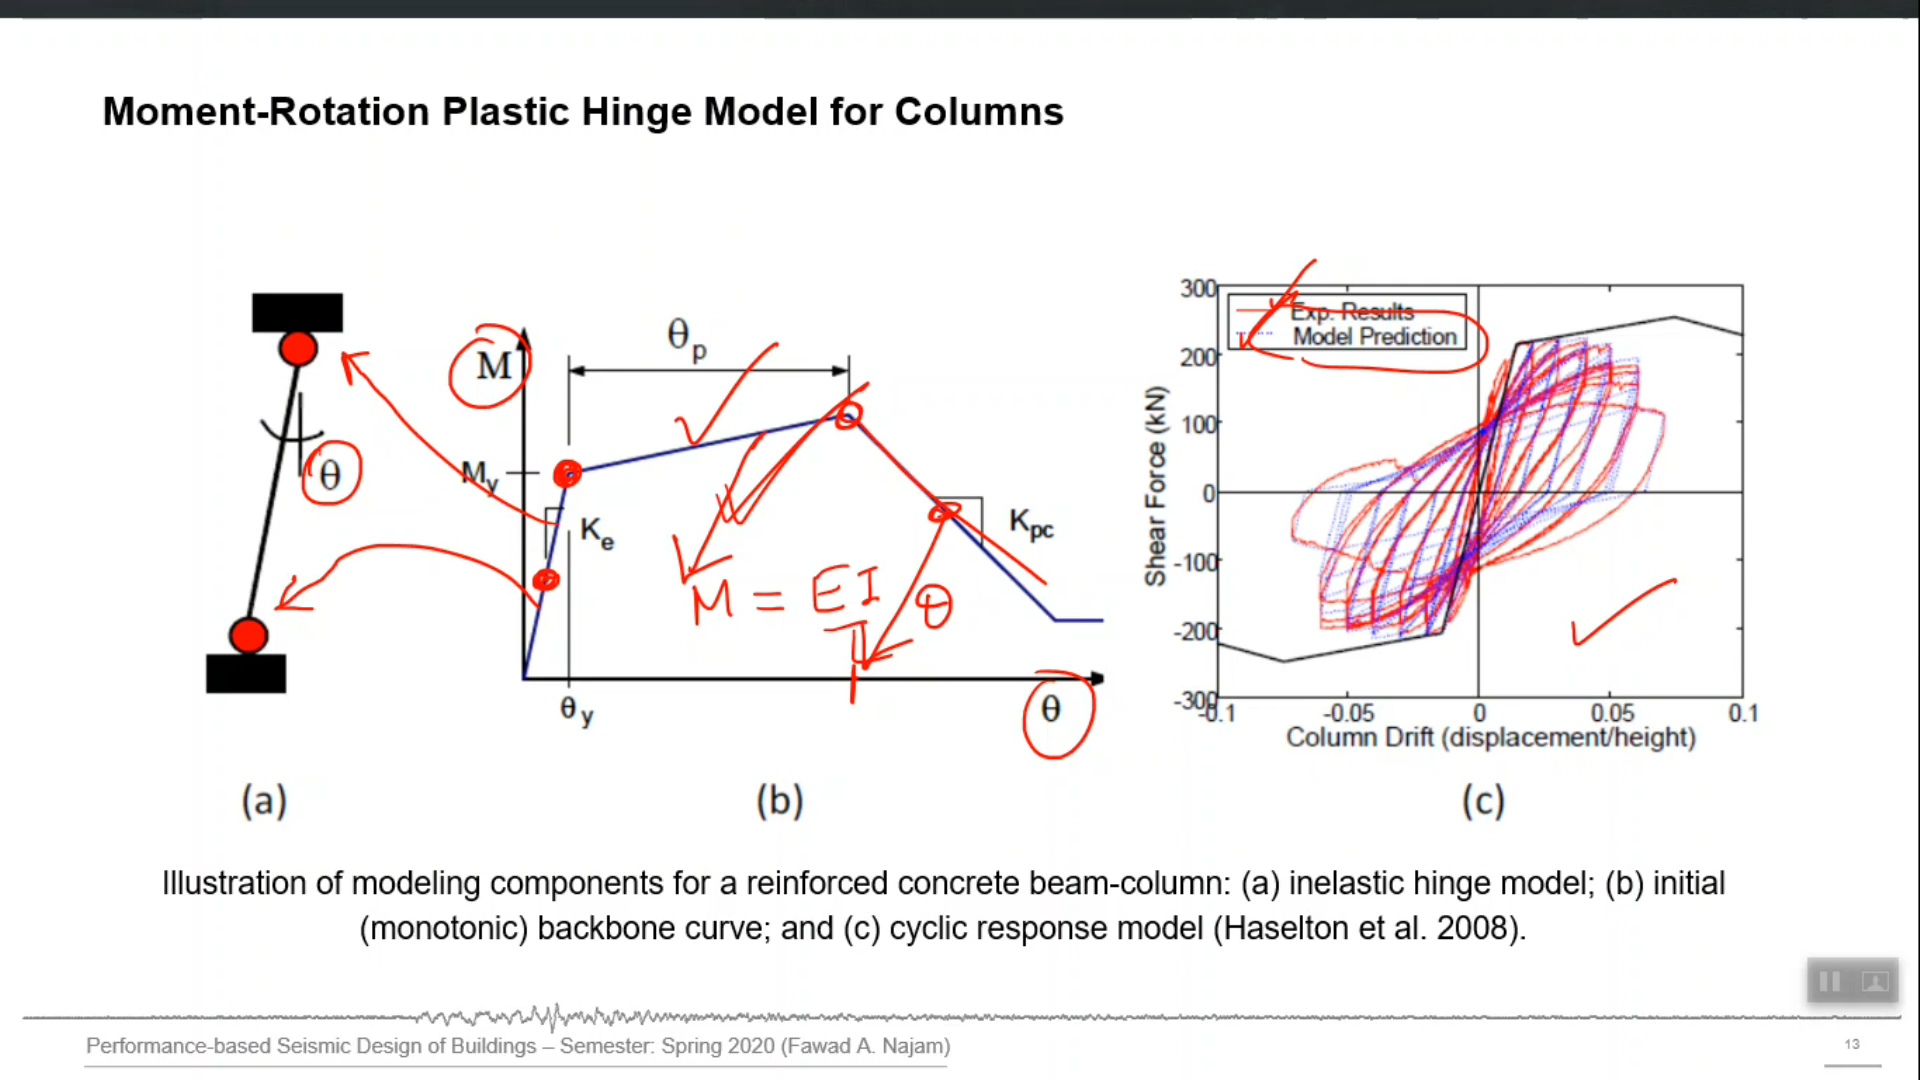 Moment-Rotation Plastic Hinge Model for Columns
θ
(a)
M
θp
My
Ke
Kpc
M = EI θ
L
θy
θ
(b)
300
200
100
0
-100
-200
-300
Exp. Results
Model Prediction
Shear Force (kN)
-0.1
-0.05
0
0.05
0.1
Column Drift (displacement/height)
(c)
Illustration of modeling components for a reinforced concrete beam-column: (a) inelastic hinge model; (b) initial
(monotonic) backbone curve; and (c) cyclic response model (Haselton et al. 2008).
Performance-based Seismic Design of Buildings – Semester: Spring 2020 (Fawad A. Najam)
13